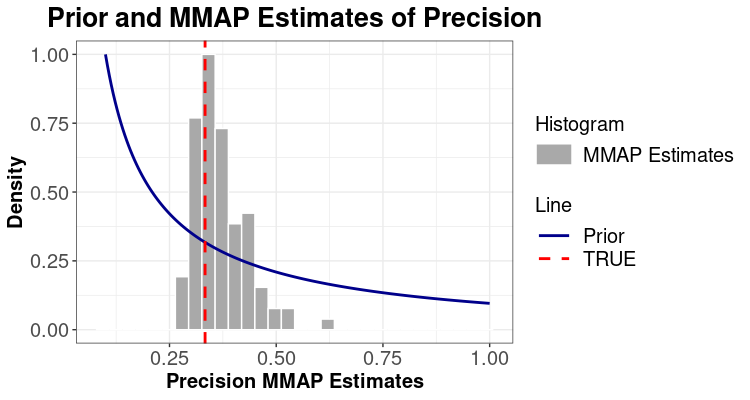 Prior and MMAP Estimates of Precision
Density
1.00
0.75
0.50
0.25
0.00
0.25 0.50 0.75 1.00
Precision MMAP Estimates
Histogram
MMAP Estimates
Line
Prior
TRUE